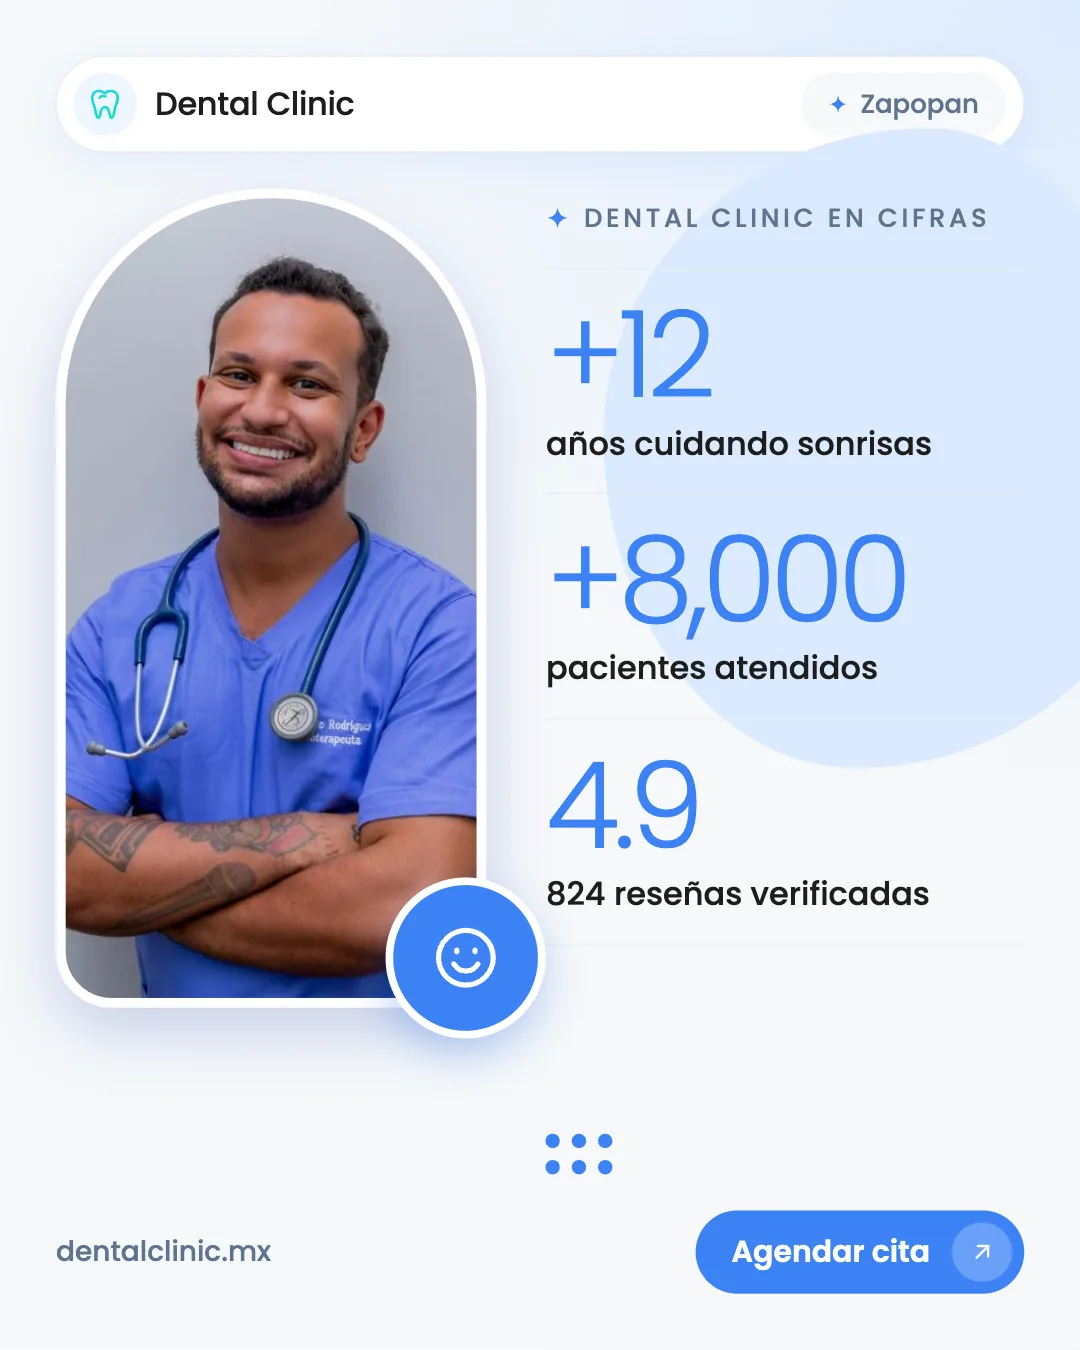 Dental Clinic
Zapopan
DENTAL CLINIC EN CIFRAS
+12
años cuidando sonrisas
+8,000
pacientes atendidos
4.9
824 reseñas verificadas
Rodrigues
dentalclinic.mx
Agendar cita